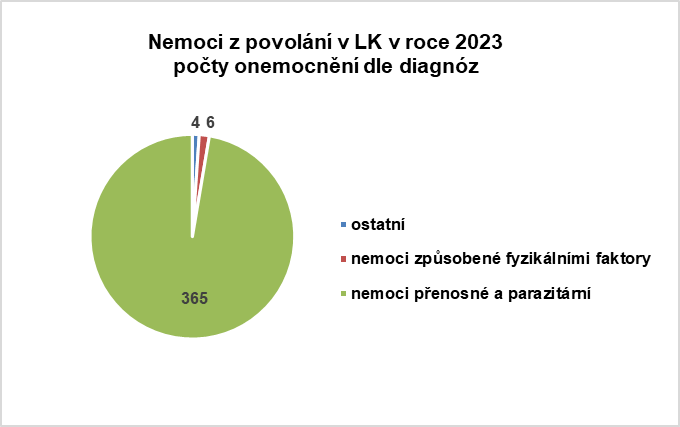 Nemoci z povolání v LK v roce 2023
počty onemocnění dle diagnóz
4 6
365
ostatní
nemoci způsobené fyzikálními faktory
nemoci přenosné a parazitární